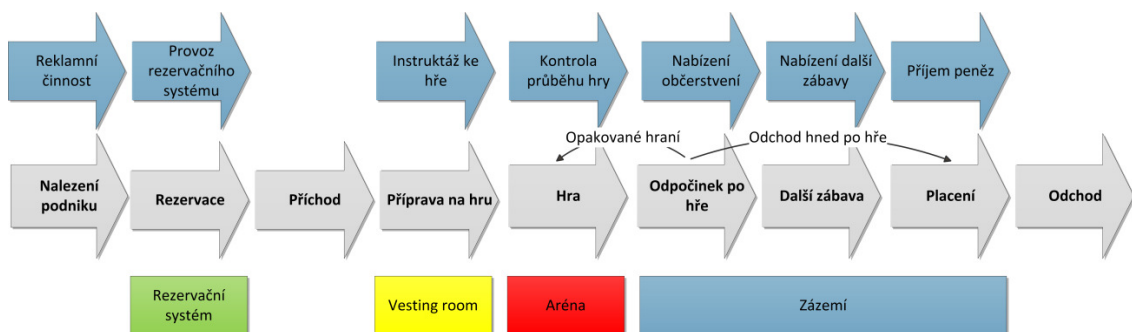 Reklamní
činnost
Provoz
rezervačního
systému
Instruktáž ke
hře
Kontrola
průběhu hry
Nabízení
občerstvení
Nabízení další
zábavy
Příjem peněz
Opakované hraní
Odchod hned po hře
Nalezení
podniku
Rezervace
Příchod
Příprava na hru
Hra
Odpočinek po
hře
Další zábava
Placení
Odchod
Rezervační
systém
Vesting room
Aréna
Zázemí